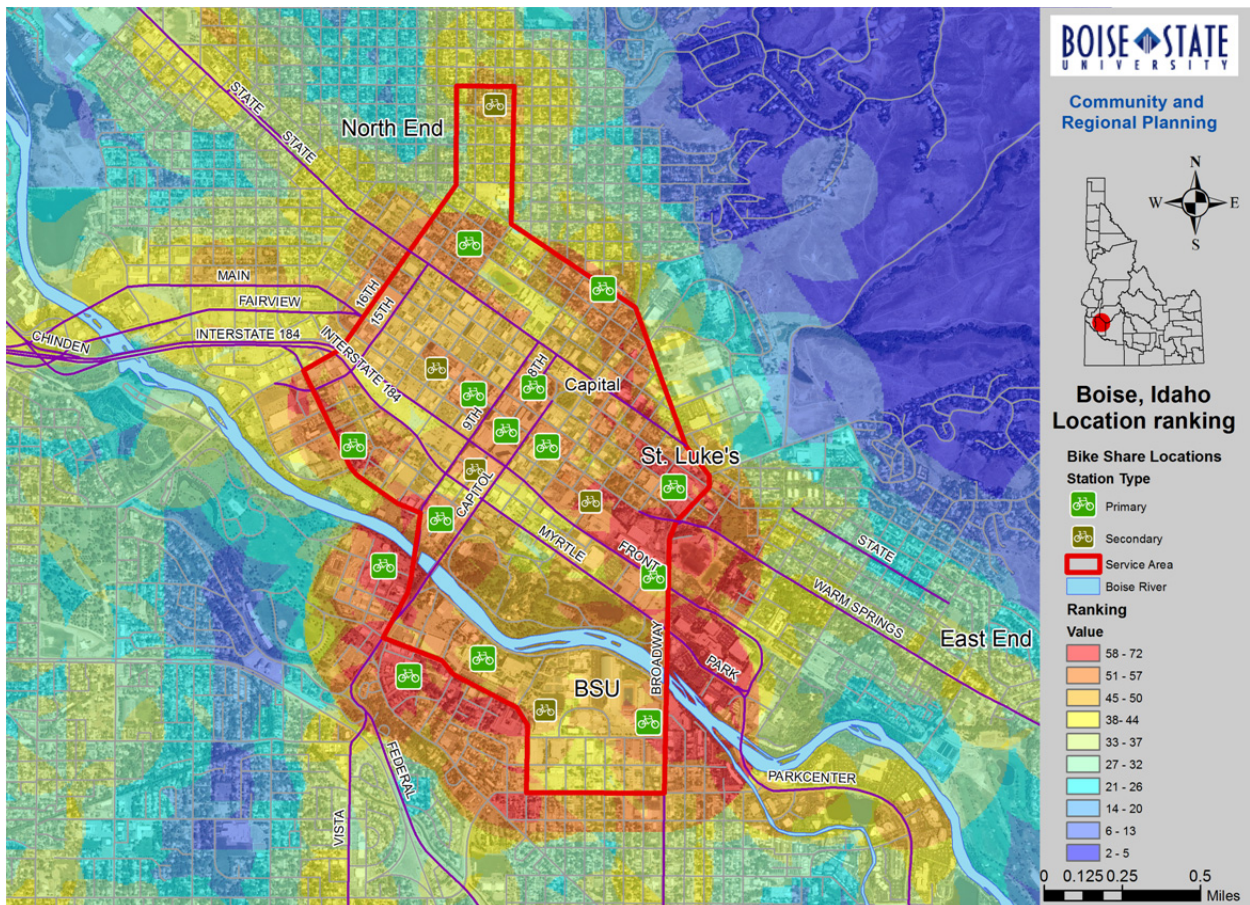 North End
STATE
STATE
MAIN
FAIRVIEW
INTERSTATE 184
CHINDEN
16TH
15TH
INTERSTATE 184
8TH
9TH
Capital
St. Luke's
CAPITOL
MYRTLE
FRONT
STATE
WARM SPRINGS
East End
PARK
BROADWAY
BSU
PARKCENTER
FEDERAL
VISTA
BOISE STATE
UNIVERSITY
Community and
Regional Planning
N
W E
S
Boise, Idaho
Location ranking
Bike Share Locations
Station Type
Primary
Secondary
Service Area
Boise River
Ranking
Value
58 - 72
51 - 57
45 - 50
38 - 44
33 - 37
27 - 32
21 - 26
14 - 20
6 - 13
2 - 5
0 0.125 0.25 0.5
Miles